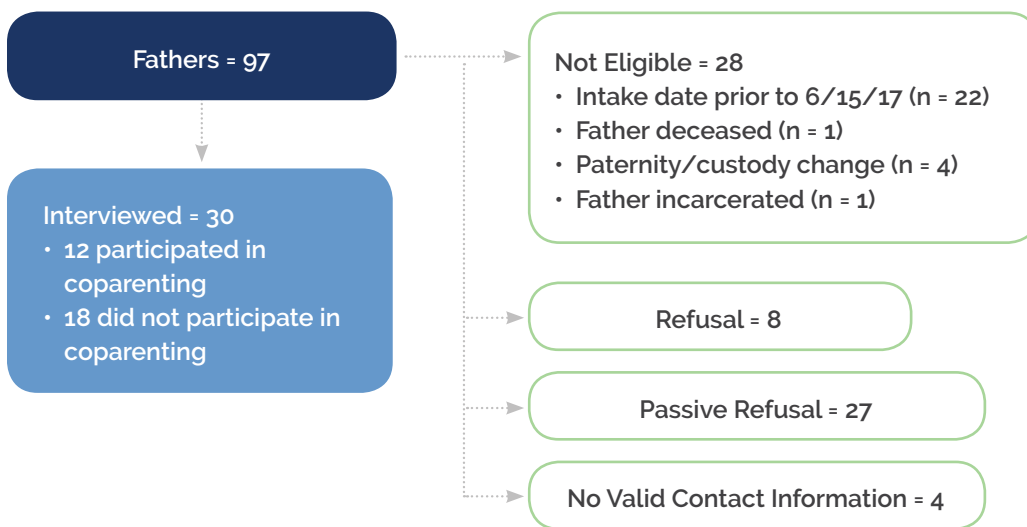 Fathers = 97
Not Eligible = 28
• Intake date prior to 6/15/17 (n = 22)
• Father deceased (n = 1)
• Paternity/custody change (n = 4)
• Father incarcerated (n = 1)
Interviewed = 30
• 12 participated in
coparenting
• 18 did not participate in
coparenting
Refusal = 8
Passive Refusal = 27
No Valid Contact Information = 4